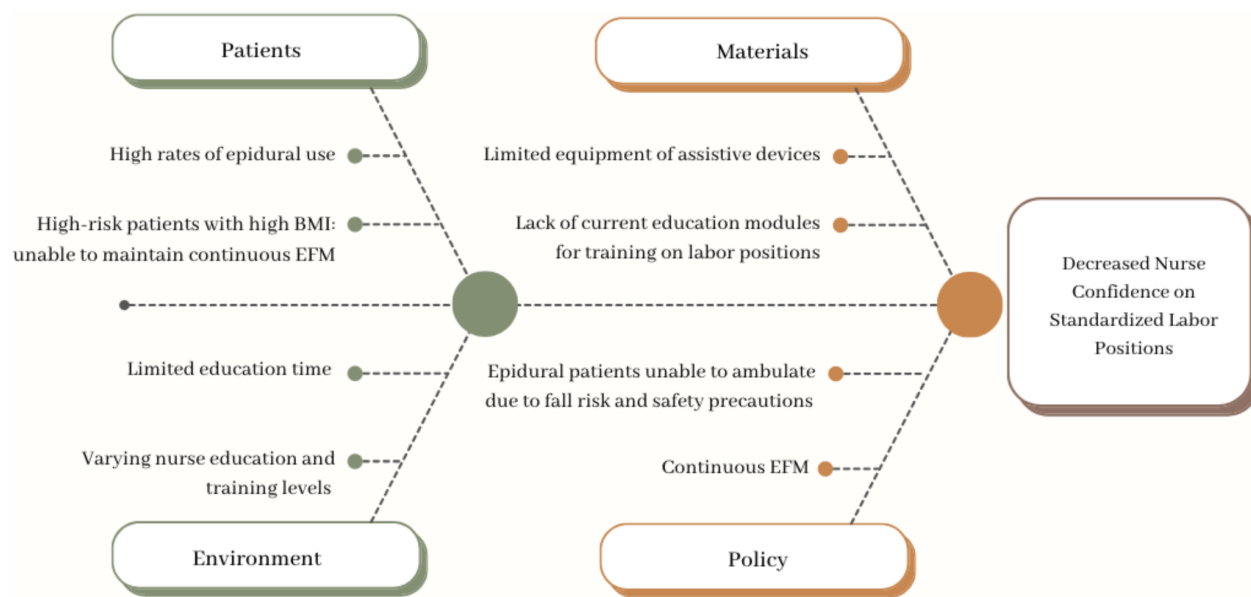 Patients
Materials
High rates of epidural use
High-risk patients with high BMI:
unable to maintain continuous EFM
Limited equipment of assistive devices
Lack of current education modules
for training on labor positions
Decreased Nurse
Confidence on
Standardized Labor
Positions
Limited education time
Varying nurse education and
training levels
Epidural patients unable to ambulate
due to fall risk and safety precautions
Continuous EFM
Environment
Policy